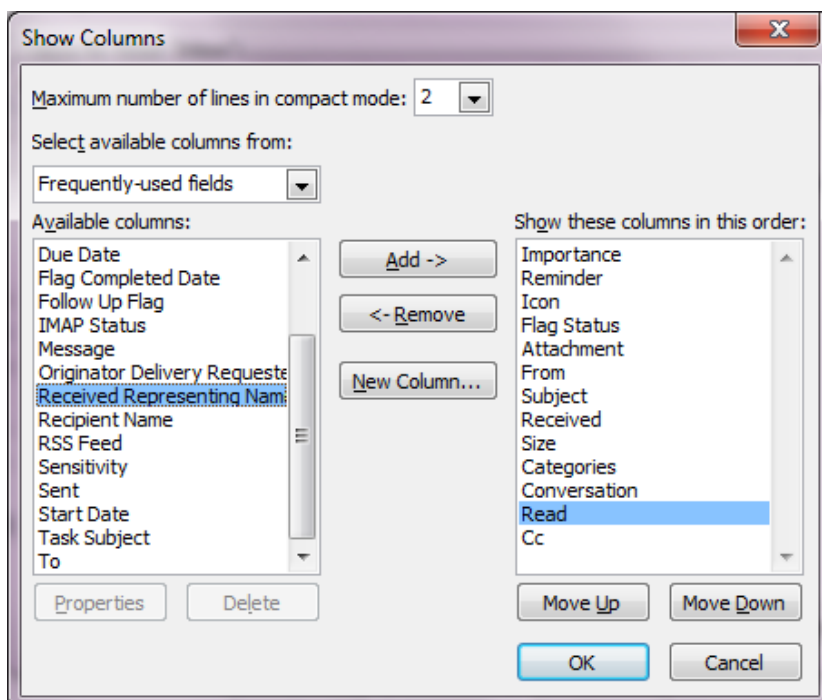 Show Columns
Maximum number of lines in compact mode: 2
Select available columns from:
Frequently-used fields
Available columns:
Due Date
Flag Completed Date
Follow Up Flag
IMAP Status
Message
Originator Delivery Requeste
Received Representing Nam
Recipient Name
RSS Feed
Sensitivity
Sent
Start Date
Task Subject
To
Properties
Delete
Add ->
<- Remove
New Column...
Show these columns in this order:
Importance
Reminder
Icon
Flag Status
Attachment
From
Subject
Received
Size
Categories
Conversation
Read
Cc
Move Up
Move Down
OK
Cancel